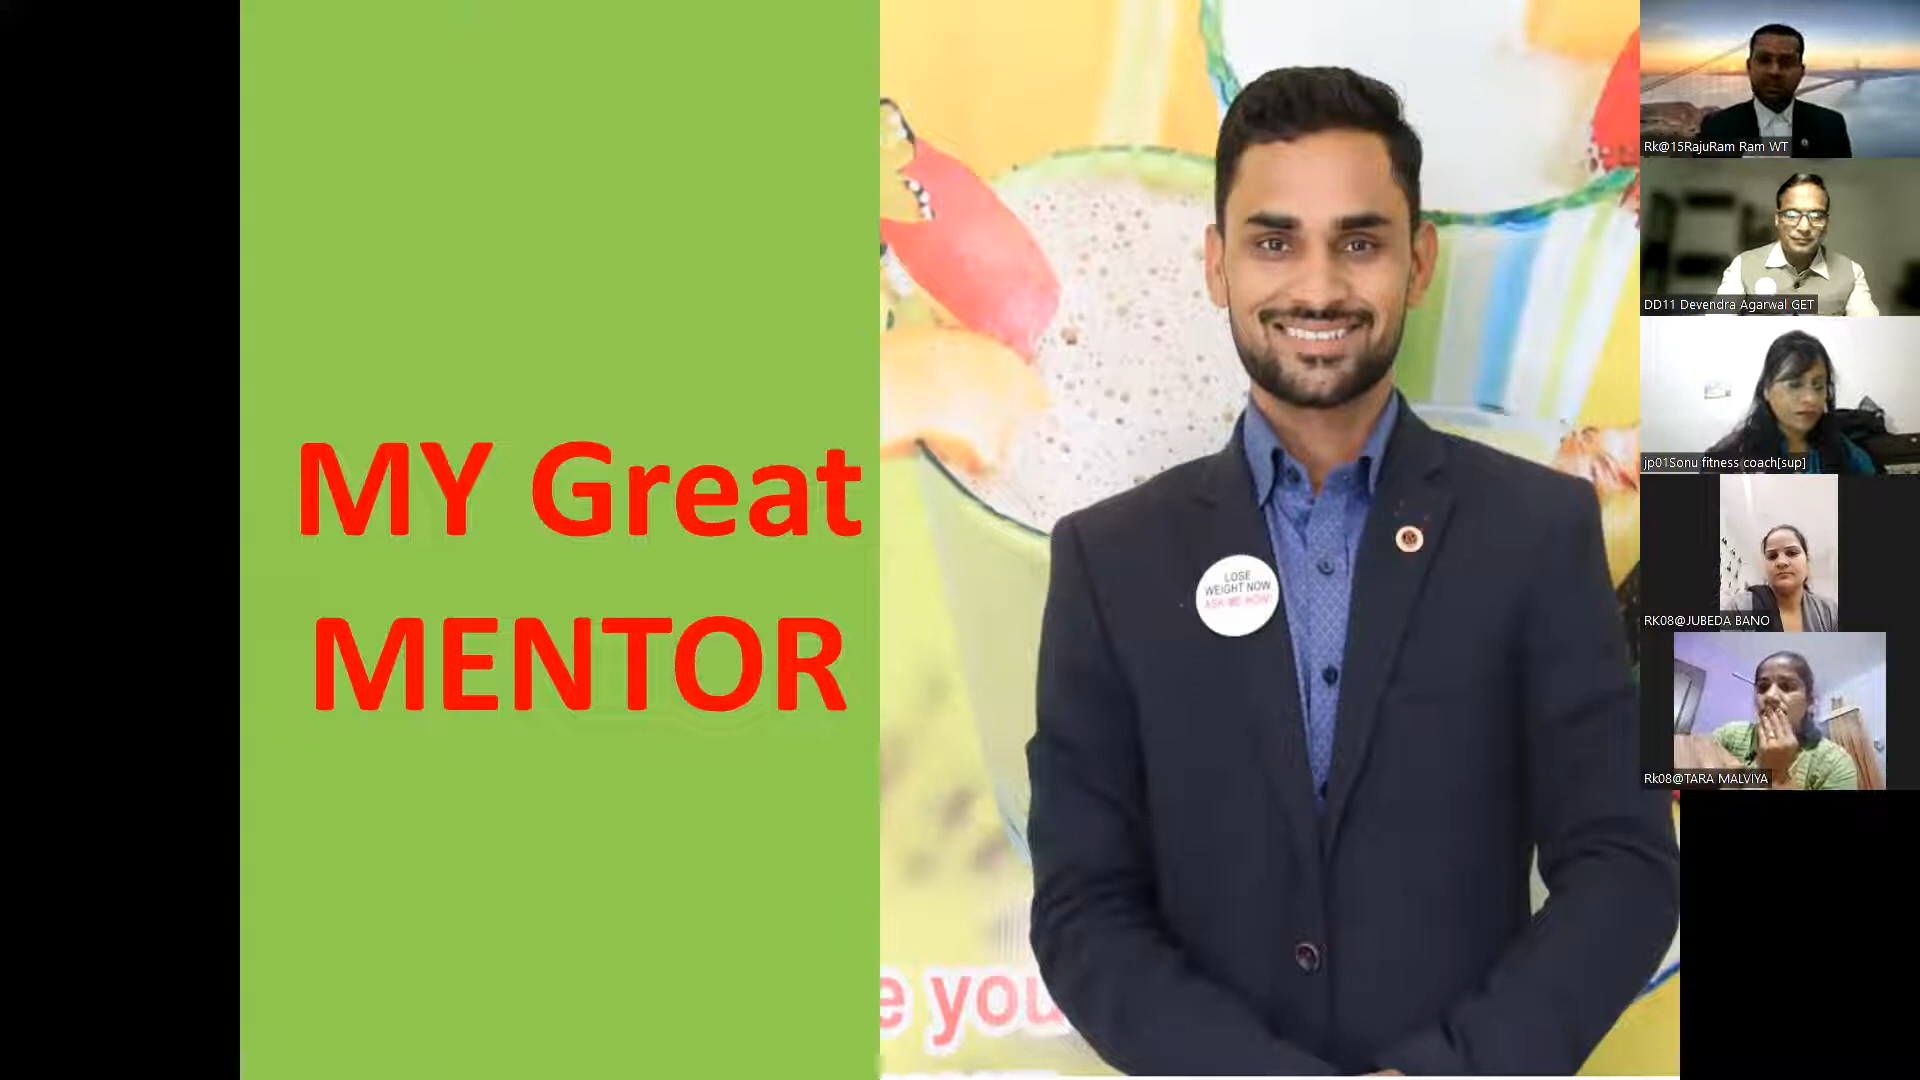 MY Great
MENTOR
LOSE
WEIGHT NOW
ASK ME HOW!
e you
Rk@15RajuRam Ram WT
DD11 Devendra Agarwal GET
jp01Sonu fitness coach[sup]
RK08@JUBEDA BANO
Rk08@TARA MALVIYA